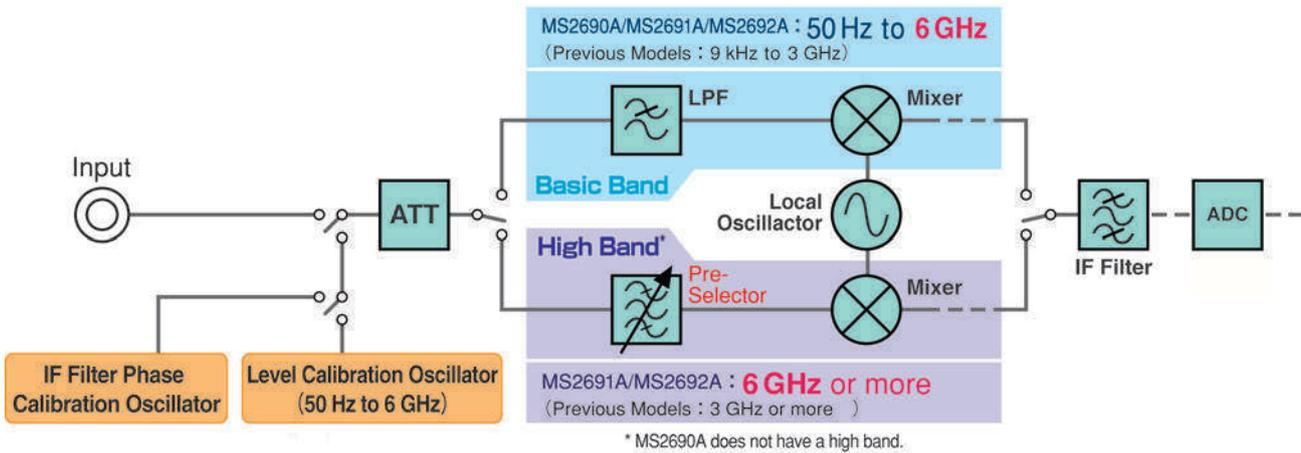 MS2690A/MS2691A/MS2692A : 50 Hz to 6 GHz
(Previous Models : 9 kHz to 3 GHz)
LPF
Mixer
Input
Basic Band
ATT
Local
Oscillactor
IF Filter
ADC
High Band*
Pre-
Selector
Mixer
IF Filter Phase
Calibration Oscillator
Level Calibration Oscillator
(50 Hz to 6 GHz)
MS2691A/MS2692A : 6 GHz or more
(Previous Models : 3 GHz or more )
* MS2690A does not have a high band.